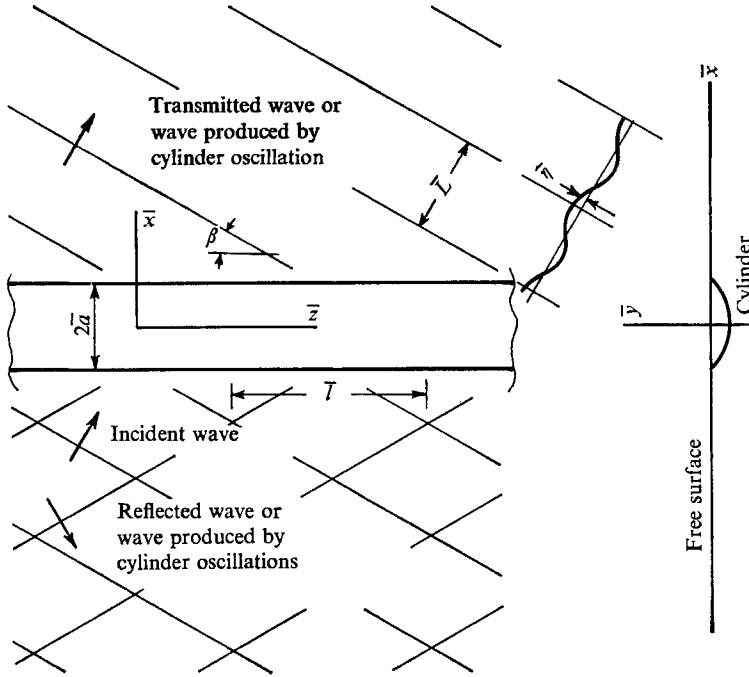 Transmitted wave or
wave produced by
cylinder oscillation
x̄
β
L̄
η̄
z̄
2ā
l̄
Incident wave
Reflected wave or
wave produced by
cylinder oscillations
x̄
ȳ
Cylinder
Free surface